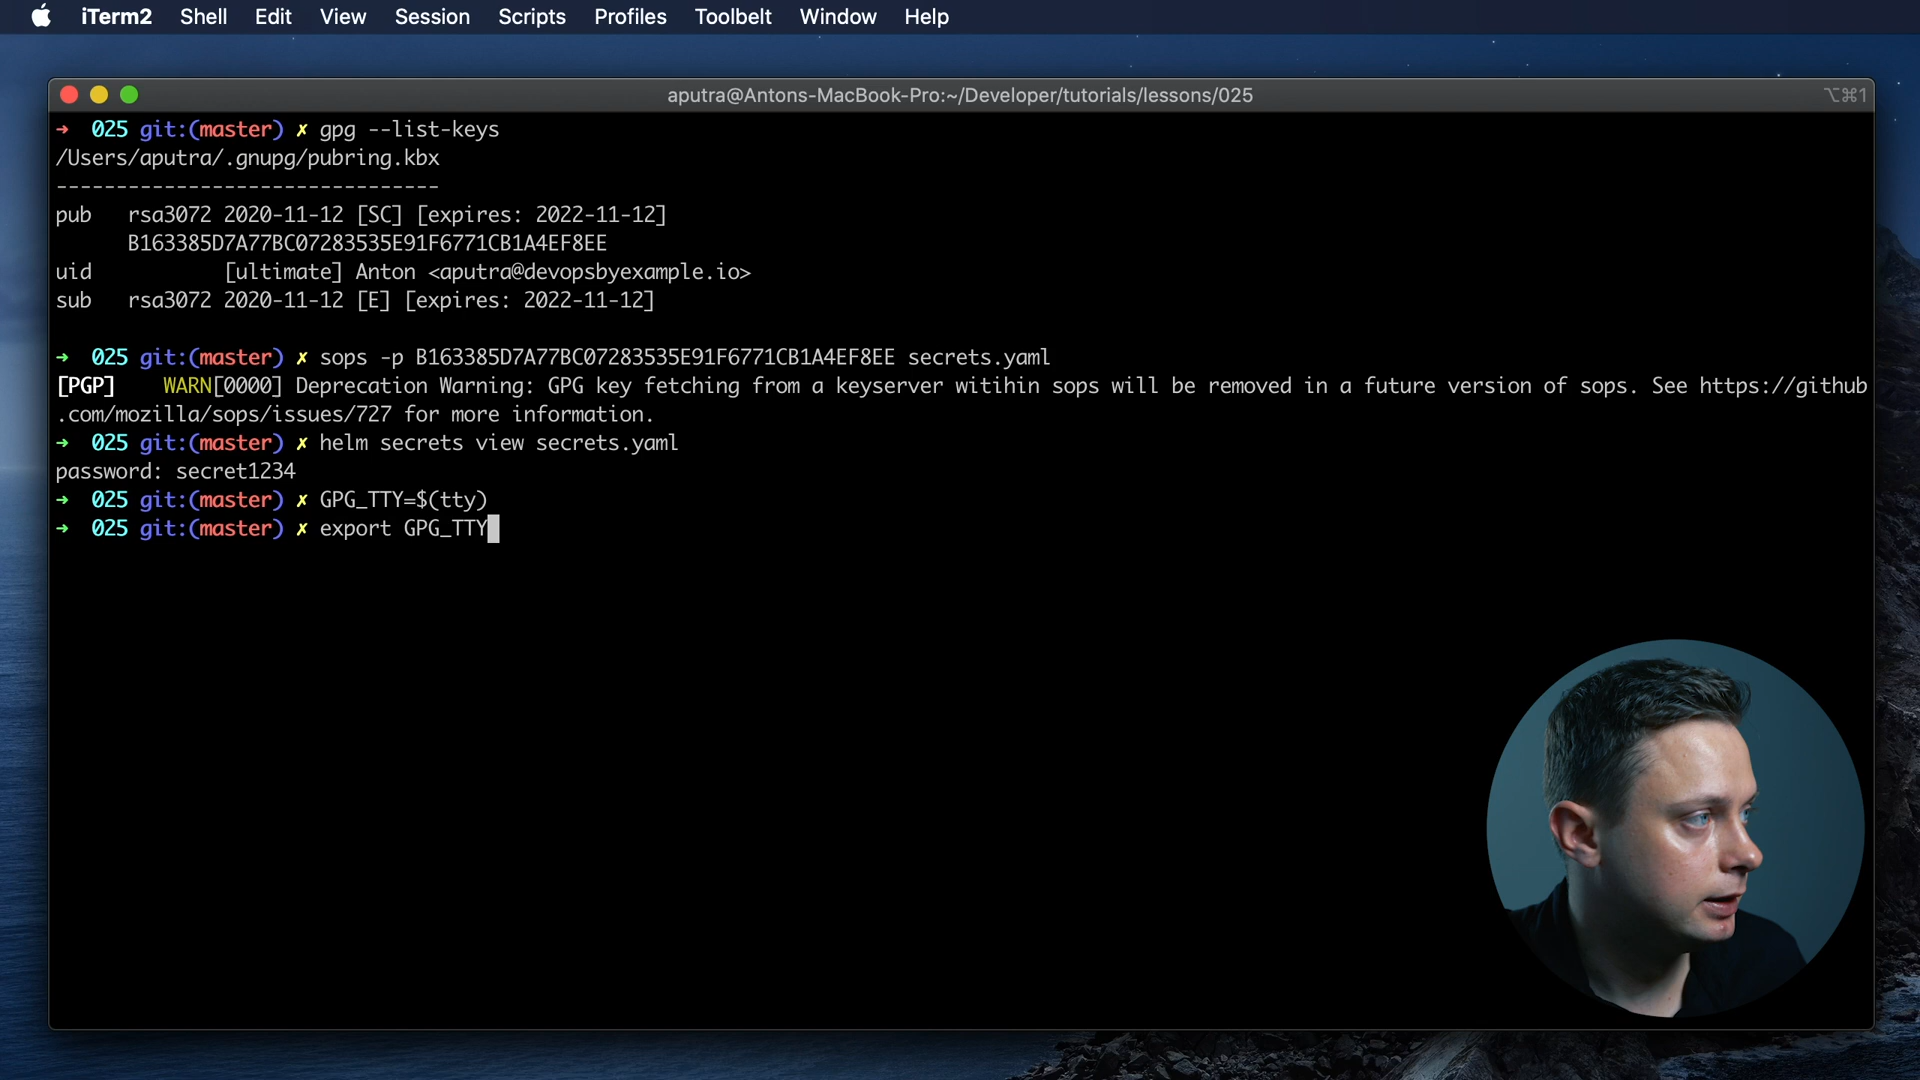 iTerm2 Shell Edit View Session Scripts Profiles Toolbelt Window Help
aputra@Antons-MacBook-Pro:~/Developer/tutorials/lessons/025 ⌥⌘1
➜ 025 git:(master) ✗ gpg --list-keys
/Users/aputra/.gnupg/pubring.kbx
--------------------------------
pub rsa3072 2020-11-12 [SC] [expires: 2022-11-12]
B163385D7A77BC07283535E91F6771CB1A4EF8EE
uid [ultimate] Anton <aputra@devopsbyexample.io>
sub rsa3072 2020-11-12 [E] [expires: 2022-11-12]
➜ 025 git:(master) ✗ sops -p B163385D7A77BC07283535E91F6771CB1A4EF8EE secrets.yaml
[PGP] WARN[0000] Deprecation Warning: GPG key fetching from a keyserver witihin sops will be removed in a future version of sops. See https://github
.com/mozilla/sops/issues/727 for more information.
➜ 025 git:(master) ✗ helm secrets view secrets.yaml
password: secret1234
➜ 025 git:(master) ✗ GPG_TTY=$(tty)
➜ 025 git:(master) ✗ export GPG_TTY